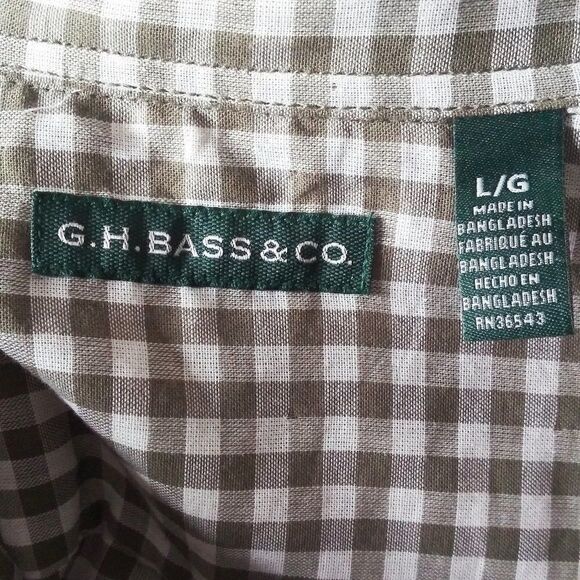 G.H.BASS&CO.
L/G
MADE IN
BANGLADESH
FABRIQUÉ AU
BANGLADESH
HECHO EN
BANGLADESH
RN36543